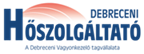 DEBRECENI
HŐSZOLGÁLTATÓ
A Debreceni Vagyonkezelő tagvállalata